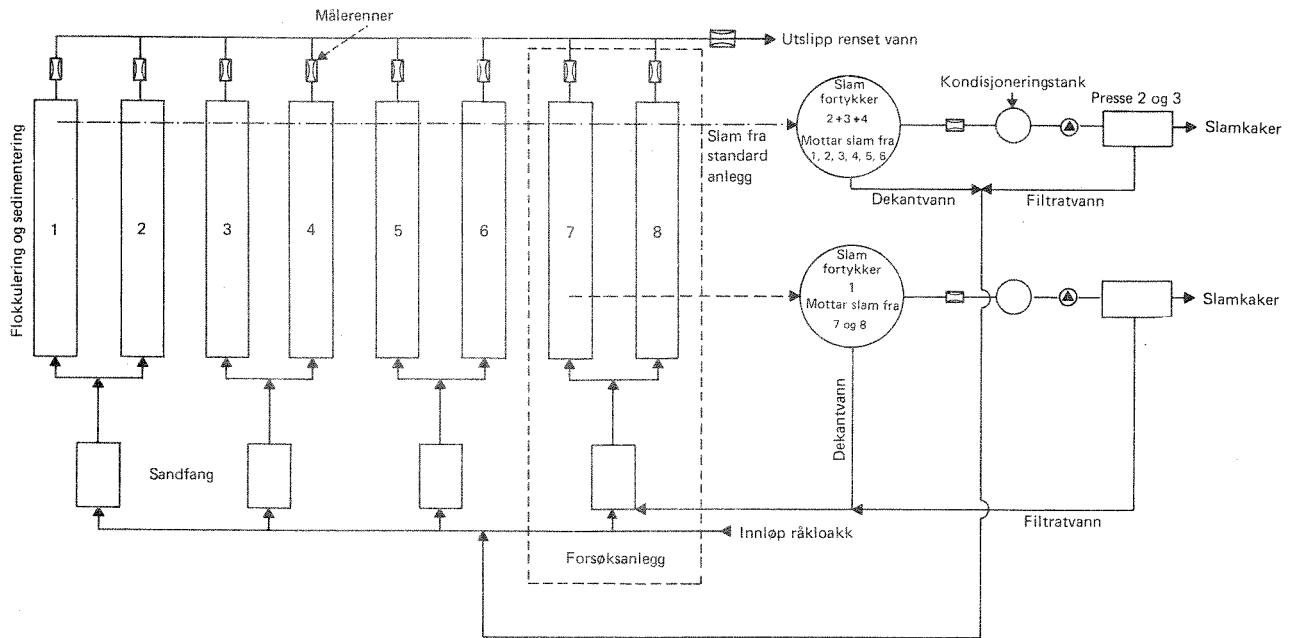 Målerenner
Utslipp renset vann
Kondisjoneringstank
Presse 2 og 3
Slam
fortykker
2+3+4
Mottar slam fra
1, 2, 3, 4, 5, 6
Slamkaker
Slam fra
standard
anlegg
Dekantvann
Filtratvann
Flokkulering og sedimentering
1
2
3
4
5
6
7
8
Slam
fortykker
1
Mottar slam fra
7 og 8
Slamkaker
Dekantvann
Sandfang
Filtratvann
Innløp råkloakk
Forsøksanlegg